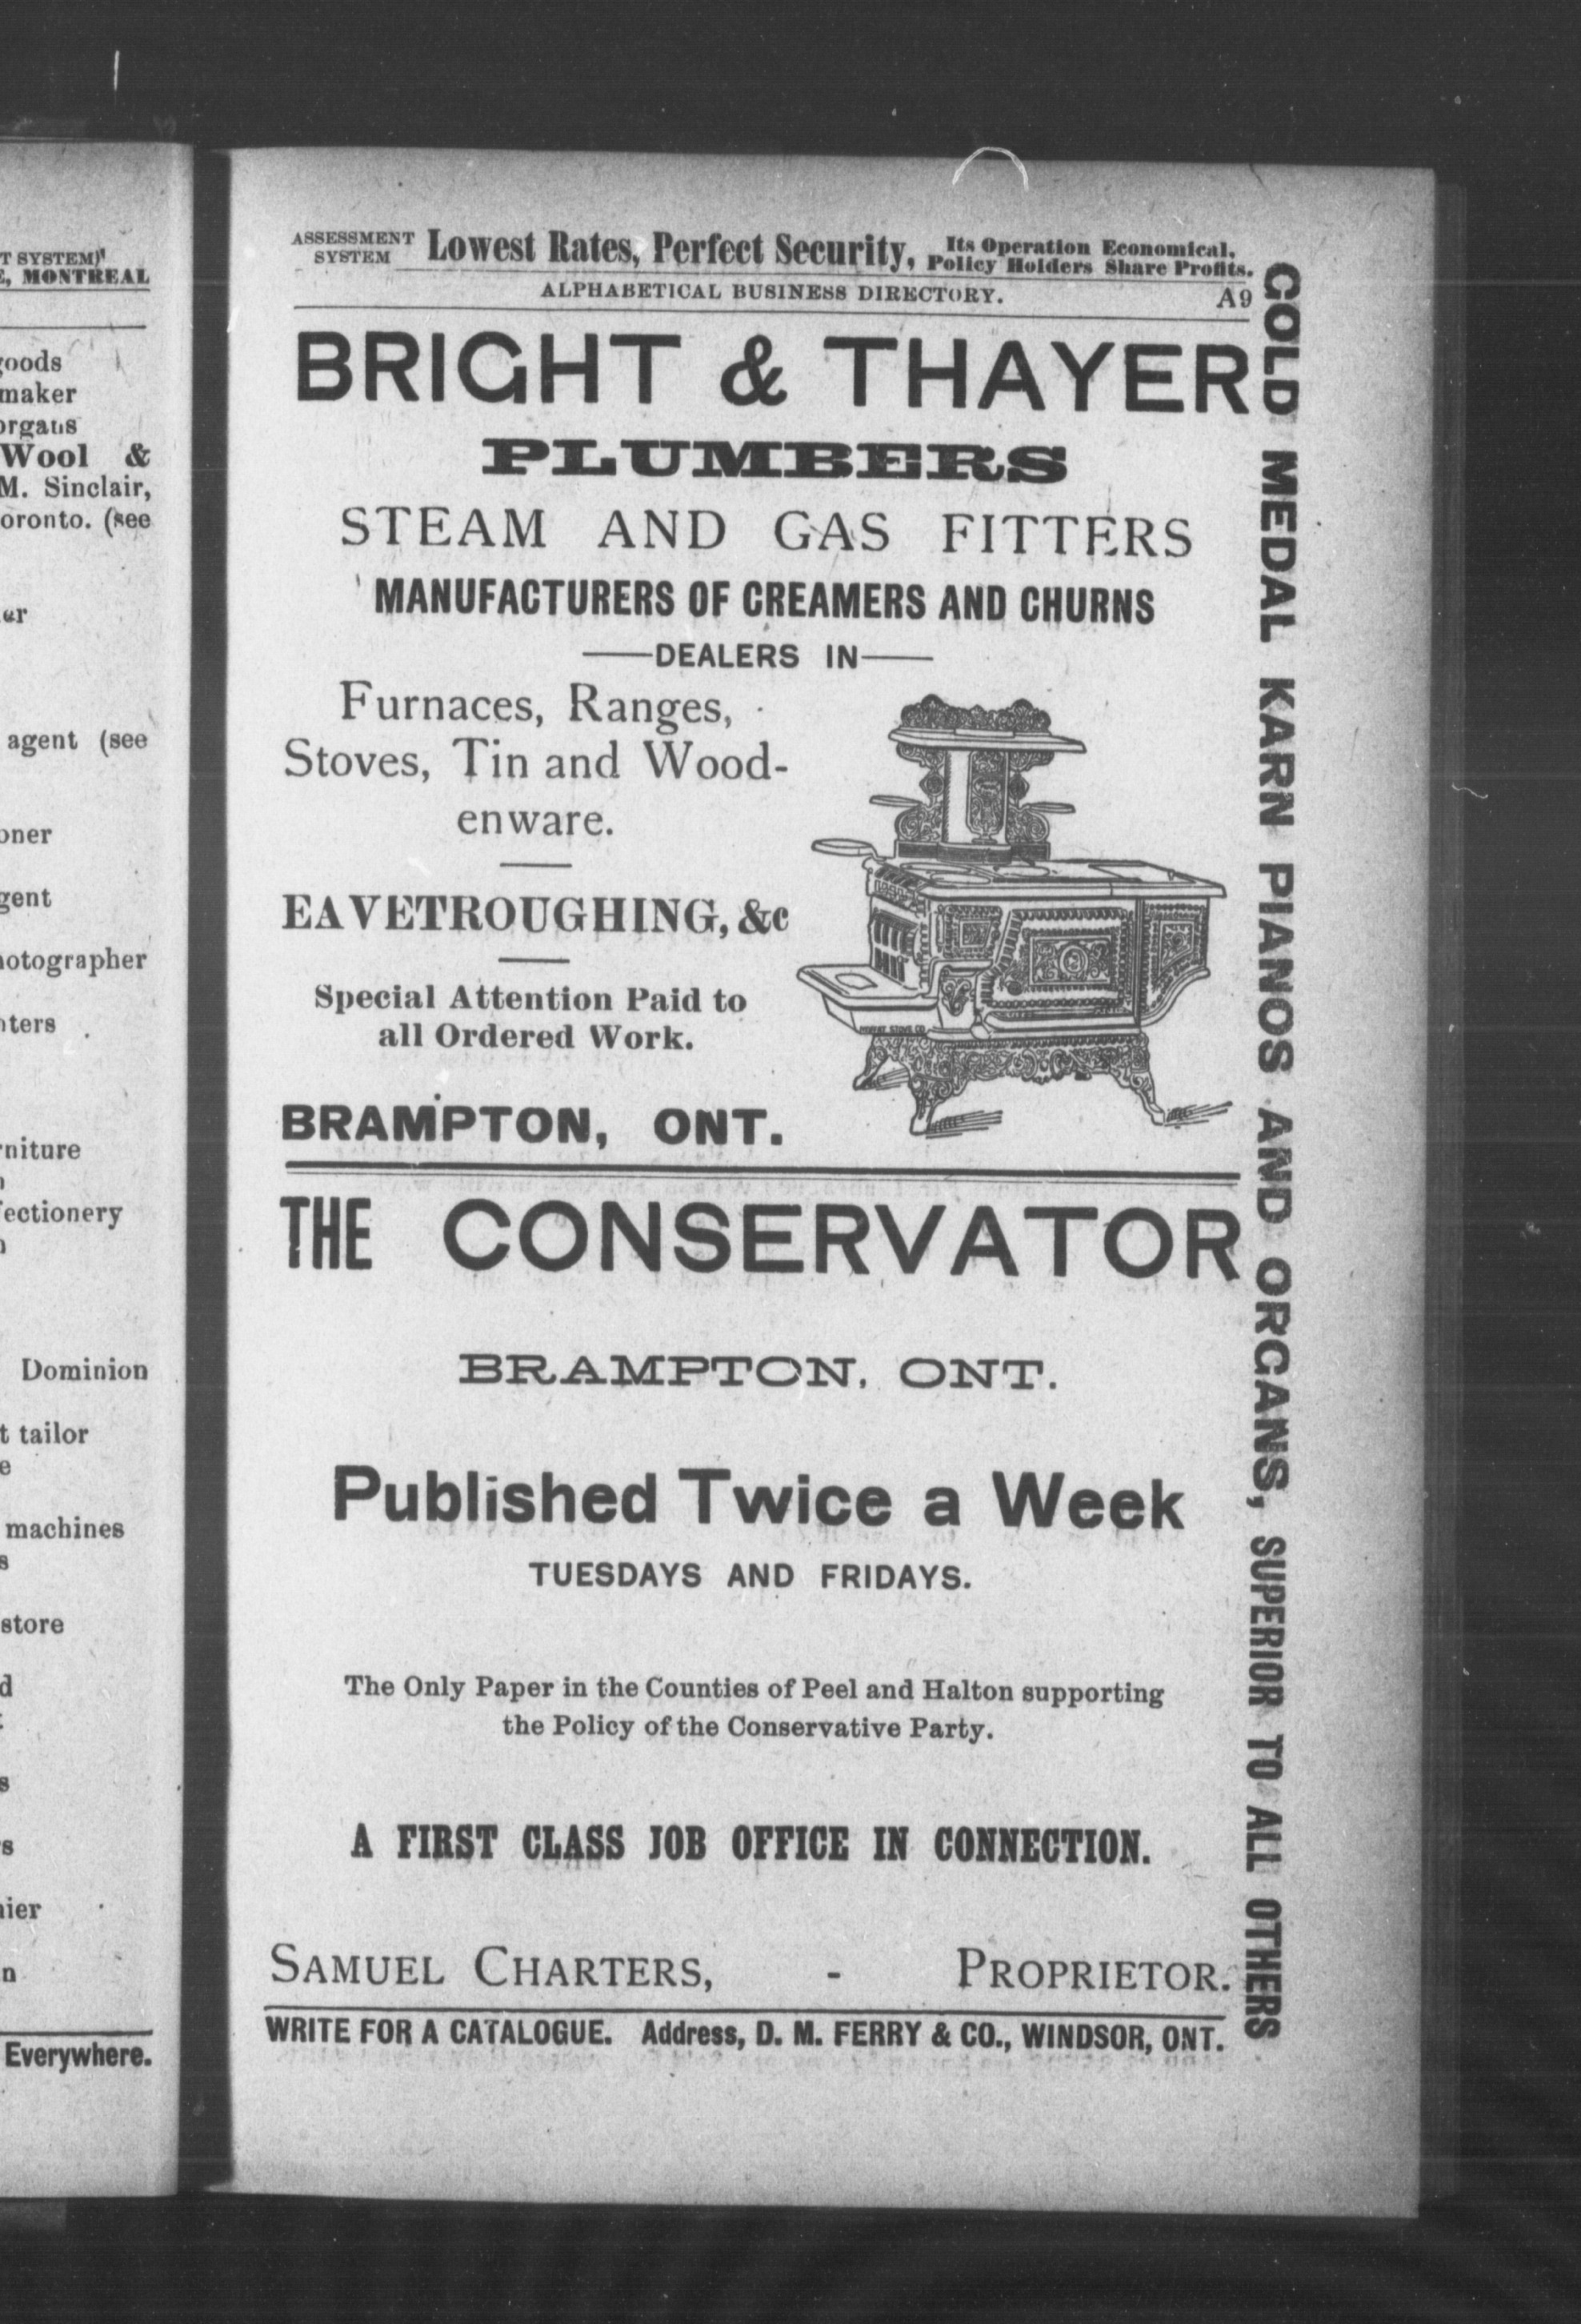 T SYSTEM)
E, MONTREAL
goods
maker
organs
Wool &
M. Sinclair,
oronto. (see
er
agent (see
oner
gent
hotographer
nters
rniture
fectionery
Dominion
t tailor
e
machines
s
store
d
s
rs
nier
n
Everywhere.
ASSESSMENT SYSTEM Lowest Rates, Perfect Security, Its Operation Economical. Policy Holders Share Profits.
ALPHABETICAL BUSINESS DIRECTORY. A9
BRIGHT & THAYER
PLUMBERS
STEAM AND GAS FITTERS
MANUFACTURERS OF CREAMERS AND CHURNS
—DEALERS IN—
Furnaces, Ranges,
Stoves, Tin and Wood-
enware.
EAVETROUGHING, &c
Special Attention Paid to
all Ordered Work.
BRAMPTON, ONT.
THE CONSERVATOR
BRAMPTON, ONT.
Published Twice a Week
TUESDAYS AND FRIDAYS.
The Only Paper in the Counties of Peel and Halton supporting
the Policy of the Conservative Party.
A FIRST CLASS JOB OFFICE IN CONNECTION.
SAMUEL CHARTERS, - PROPRIETOR.
WRITE FOR A CATALOGUE. Address, D. M. FERRY & CO., WINDSOR, ONT.
GOLD MEDAL KARN PIANOS AND ORGANS, SUPERIOR TO ALL OTHERS